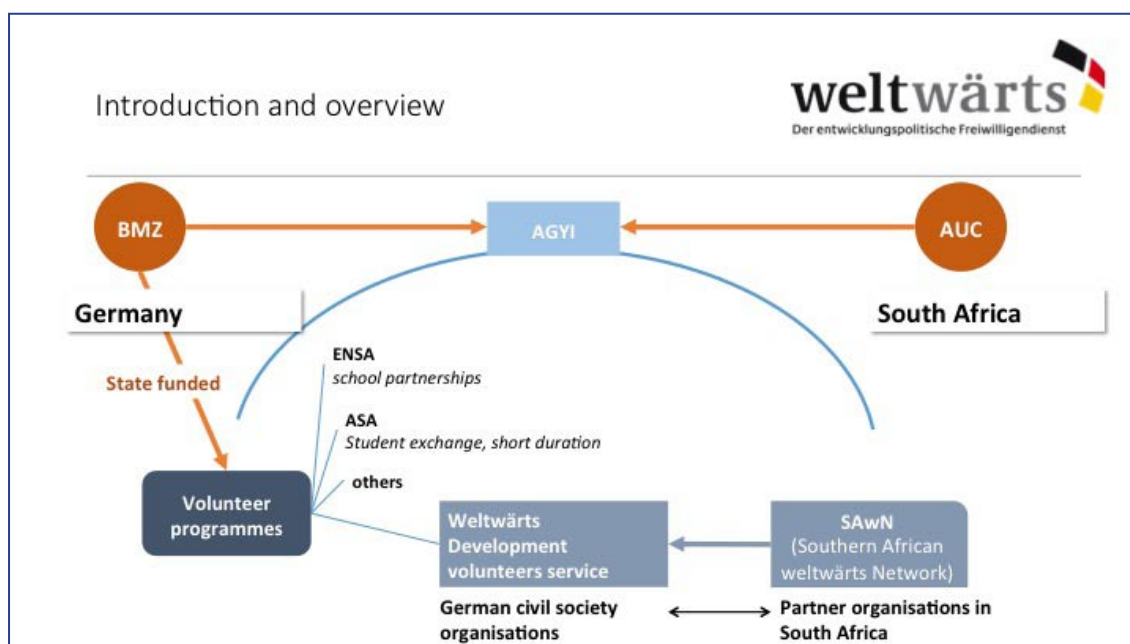 Introduction and overview
weltwärts
Der entwicklungspolitische Freiwilligendienst
BMZ
AGYI
AUC
Germany
South Africa
State funded
ENSA
school partnerships
ASA
Student exchange, short duration
others
Volunteer
programmes
Weltwärts
Development
volunteers service
SAwN
(Southern African
weltwärts Network)
German civil society
organisations
Partner organisations in
South Africa